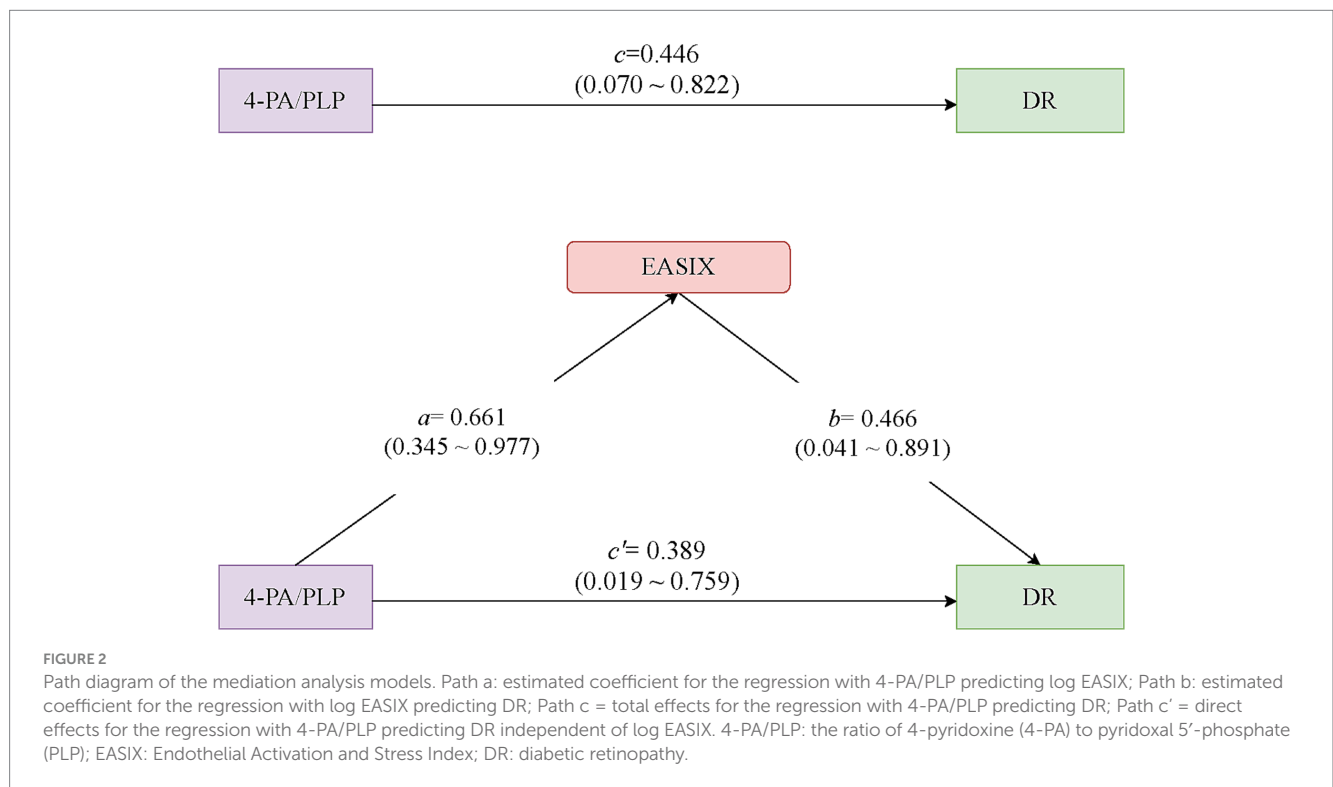 c=0.446
(0.070 ~ 0.822)
4-PA/PLP
DR
EASIX
a= 0.661
(0.345 ~ 0.977)
b= 0.466
(0.041 ~ 0.891)
c'= 0.389
(0.019 ~ 0.759)
4-PA/PLP
DR
FIGURE 2
Path diagram of the mediation analysis models. Path a: estimated coefficient for the regression with 4-PA/PLP predicting log EASIX; Path b: estimated
coefficient for the regression with log EASIX predicting DR; Path c = total effects for the regression with 4-PA/PLP predicting DR; Path c′ = direct
effects for the regression with 4-PA/PLP predicting DR independent of log EASIX. 4-PA/PLP: the ratio of 4-pyridoxine (4-PA) to pyridoxal 5′-phosphate
(PLP); EASIX: Endothelial Activation and Stress Index; DR: diabetic retinopathy.